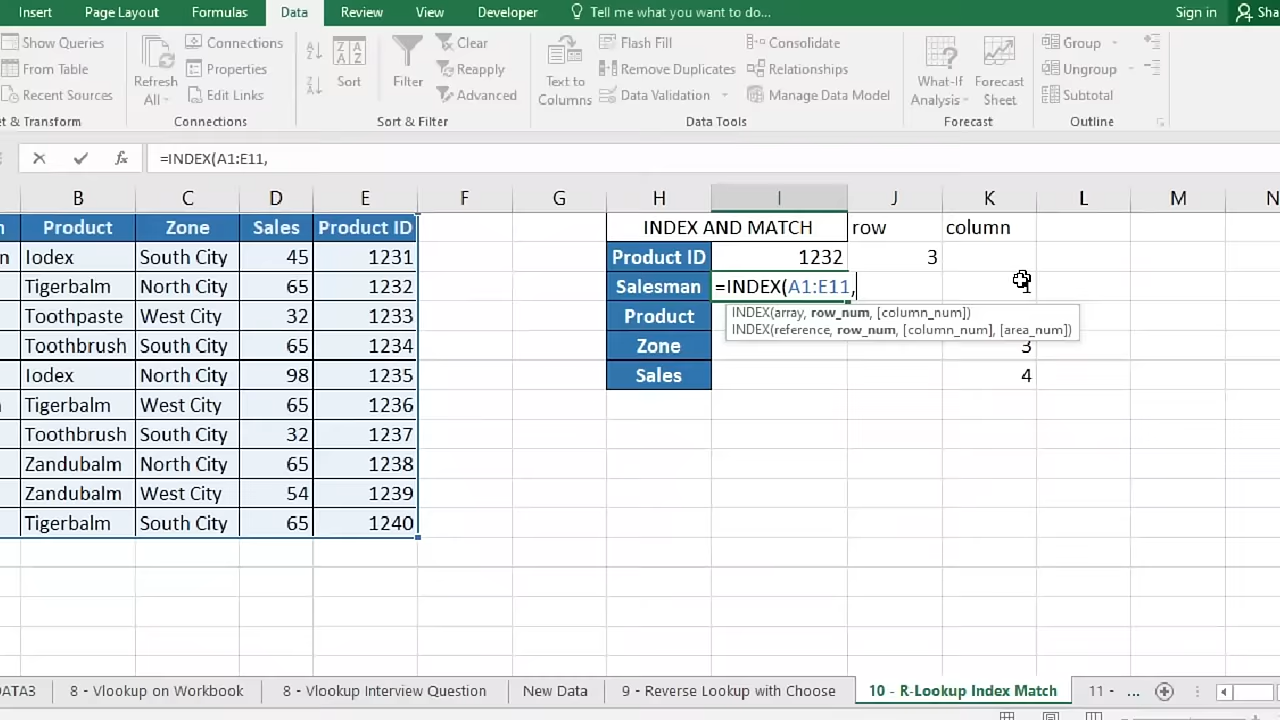 Insert Page Layout Formulas Data Review View Developer Tell me what you want to do... Sign in
Show Queries Connections Clear Flash Fill Consolidate Group
From Table Properties Reapply Remove Duplicates Relationships Ungroup
Recent Sources Edit Links Advanced Data Validation Manage Data Model Subtotal
Refresh All Sort Filter Text to Columns What-If Analysis Forecast Sheet
Transform Connections Sort & Filter Data Tools Forecast Outline
fx =INDEX(A1:E11,
B C D E F G H I J K L M N
Product Zone Sales Product ID INDEX AND MATCH row column
Iodex South City 45 1231 Product ID 1232 3
Tigerbalm North City 65 1232 Salesman =INDEX(A1:E11, 1
Toothpaste West City 32 1233 Product
INDEX(array, row_num, [column_num])
INDEX(reference, row_num, [column_num], [area_num])
Toothbrush South City 65 1234 Zone 3
Iodex North City 98 1235 Sales 4
Tigerbalm West City 65 1236
Toothbrush South City 32 1237
Zandubalm North City 65 1238
Zandubalm West City 54 1239
Tigerbalm South City 65 1240
DATA3 8 - Vlookup on Workbook 8 - Vlookup Interview Question New Data 9 - Reverse Lookup with Choose 10 - R-Lookup Index Match 11 - ...